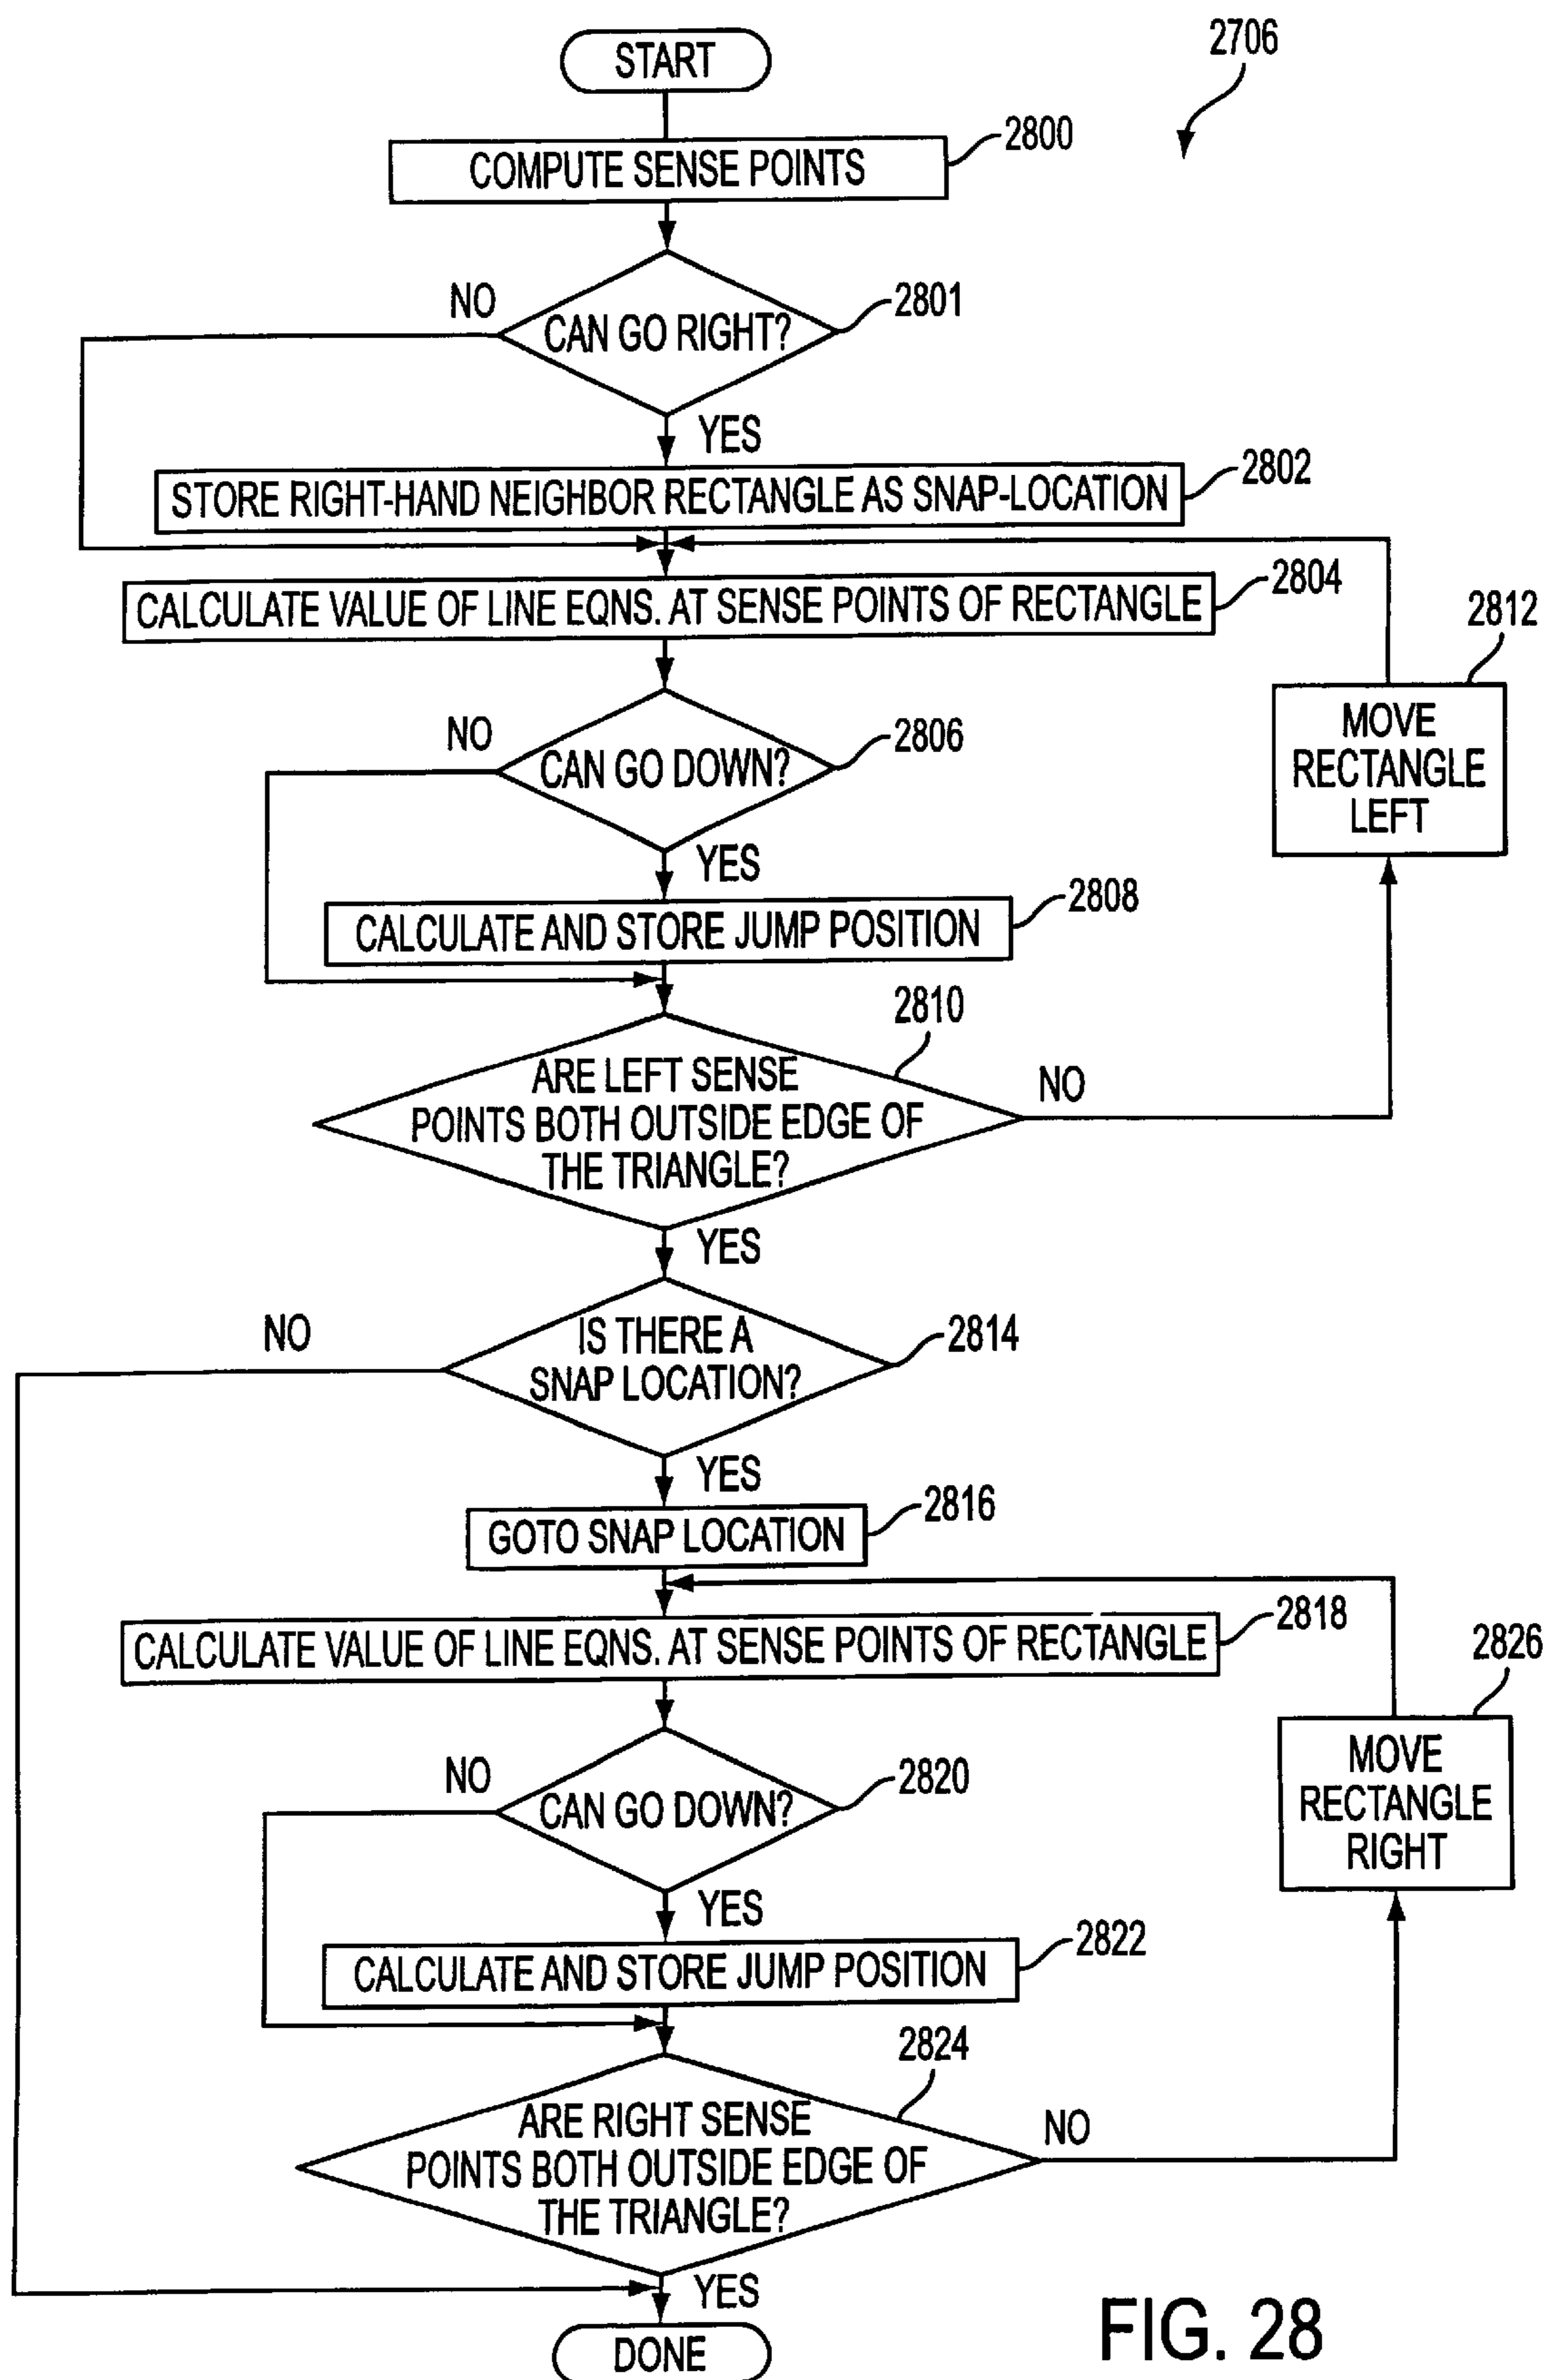 2706
START
2800
COMPUTE SENSE POINTS
NO
2801
CAN GO RIGHT?
YES
2802
STORE RIGHT-HAND NEIGHBOR RECTANGLE AS SNAP-LOCATION
2804
CALCULATE VALUE OF LINE EQNS. AT SENSE POINTS OF RECTANGLE
2812
MOVE
RECTANGLE
LEFT
NO
2806
CAN GO DOWN?
YES
2808
CALCULATE AND STORE JUMP POSITION
2810
ARE LEFT SENSE
POINTS BOTH OUTSIDE EDGE OF
THE TRIANGLE?
NO
YES
NO
IS THERE A
SNAP LOCATION?
2814
YES
2816
GOTO SNAP LOCATION
2818
CALCULATE VALUE OF LINE EQNS. AT SENSE POINTS OF RECTANGLE
2826
MOVE
RECTANGLE
RIGHT
NO
2820
CAN GO DOWN?
YES
2822
CALCULATE AND STORE JUMP POSITION
2824
ARE RIGHT SENSE
POINTS BOTH OUTSIDE EDGE OF
THE TRIANGLE?
NO
YES
DONE
FIG. 28